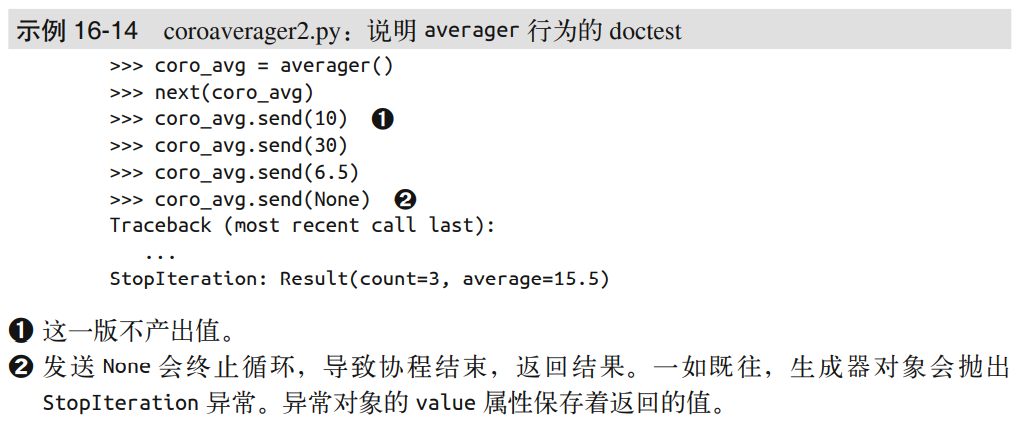 示例 16-14 coroaverager2.py：说明 averager 行为的 doctest
>>> coro_avg = averager()
>>> next(coro_avg)
>>> coro_avg.send(10) ❶
>>> coro_avg.send(30)
>>> coro_avg.send(6.5)
>>> coro_avg.send(None) ❷
Traceback (most recent call last):
...
StopIteration: Result(count=3, average=15.5)
❶ 这一版不产出值。
❷ 发送 None 会终止循环，导致协程结束，返回结果。一如既往，生成器对象会抛出
StopIteration 异常。异常对象的 value 属性保存着返回的值。